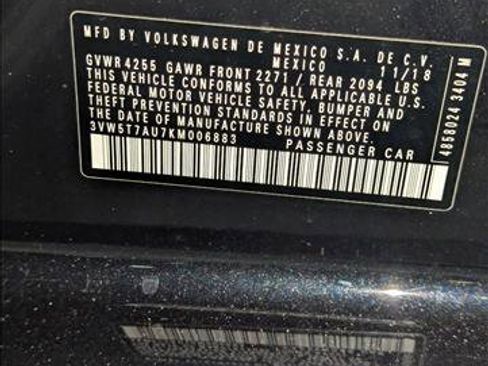 MFD BY VOLKSWAGEN DE MEXICO S.A. DE C.V.
MEXICO 11/18
GVWR4255 GAWR FRONT 2271/ REAR 2094 LBS
THIS VEHICLE CONFORMS TO ALL APPLICABLE U.S.
FEDERAL MOTOR VEHICLE SAFETY, BUMPER AND
THEFT PREVENTION STANDARDS IN EFFECT ON
THE DATE OF MANUFACTURE SHOWN ABOVE.
3VW5T7AU7KM006883 PASSENGER CAR
4858024 3404 M